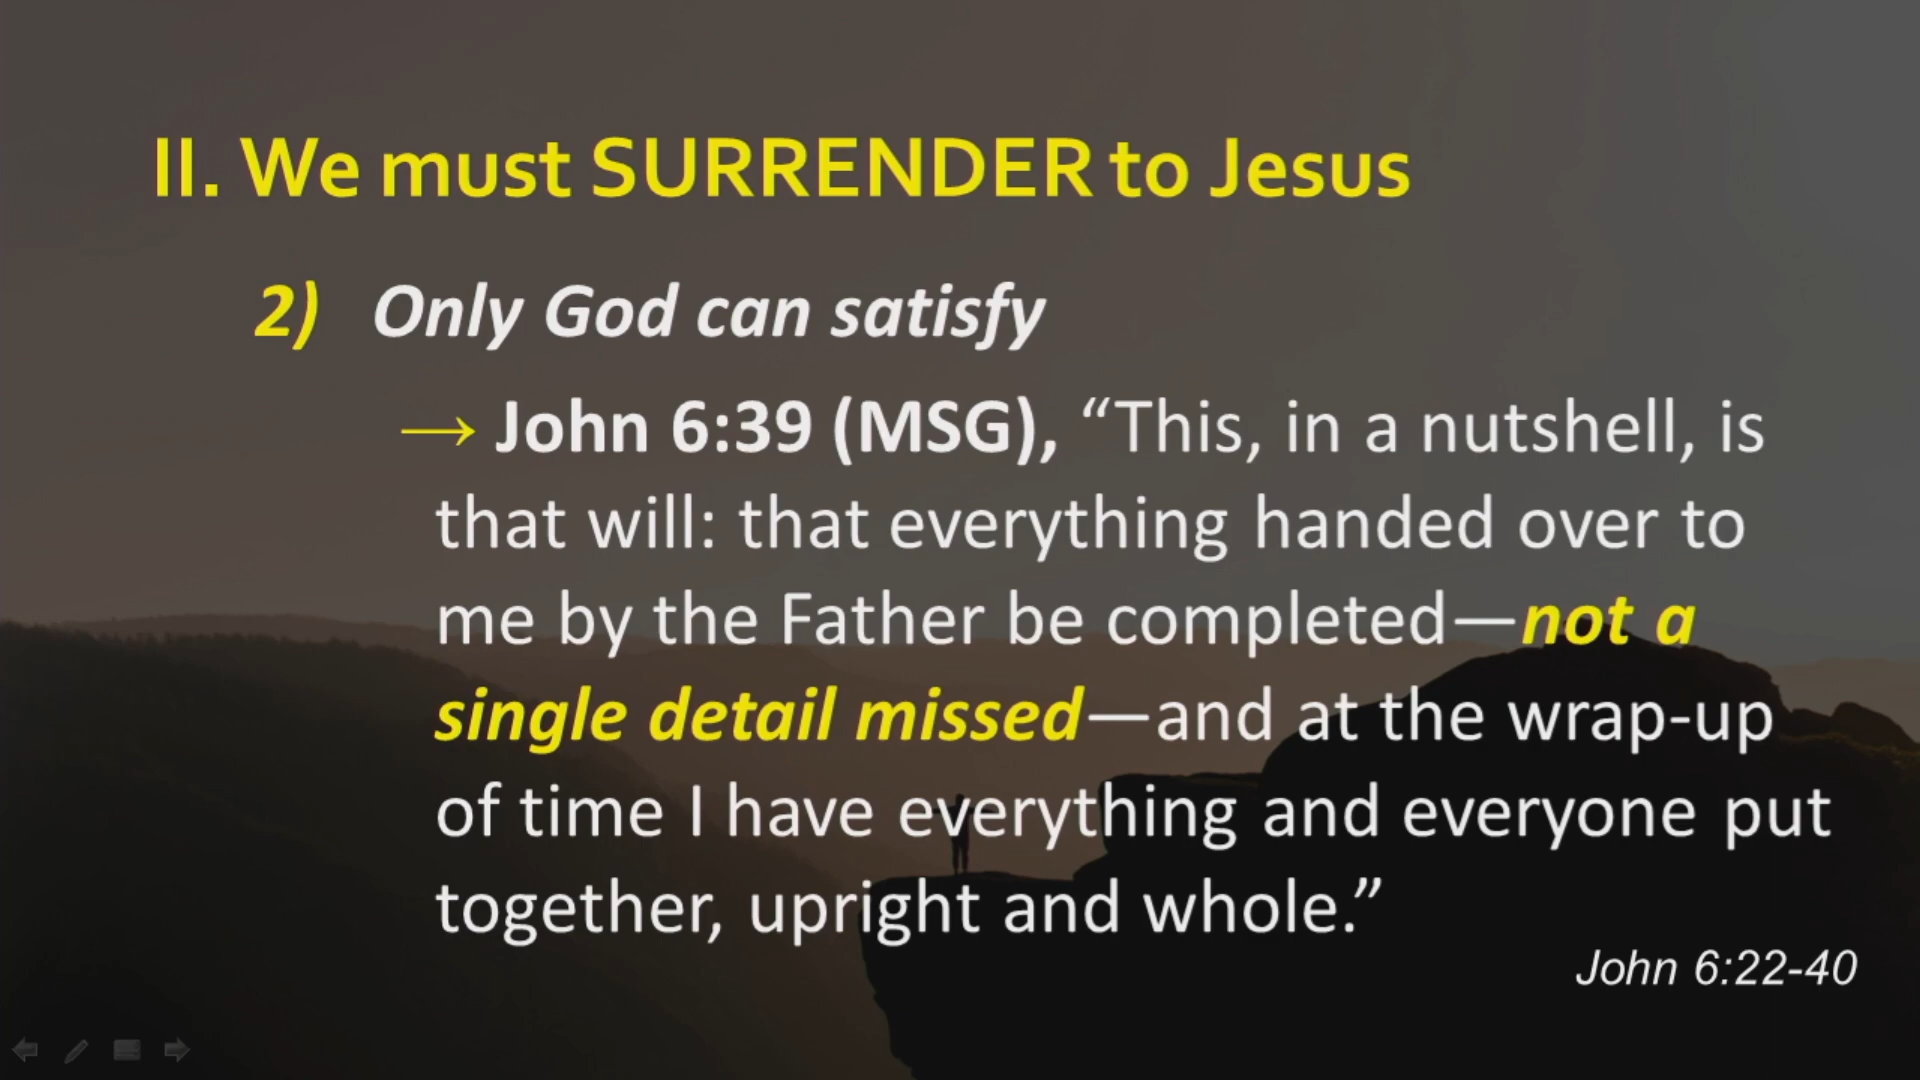 II. We must SURRENDER to Jesus
2) Only God can satisfy
→ John 6:39 (MSG), “This, in a nutshell, is
that will: that everything handed over to
me by the Father be completed—not a
single detail missed—and at the wrap-up
of time I have everything and everyone put
together, upright and whole.”
John 6:22-40